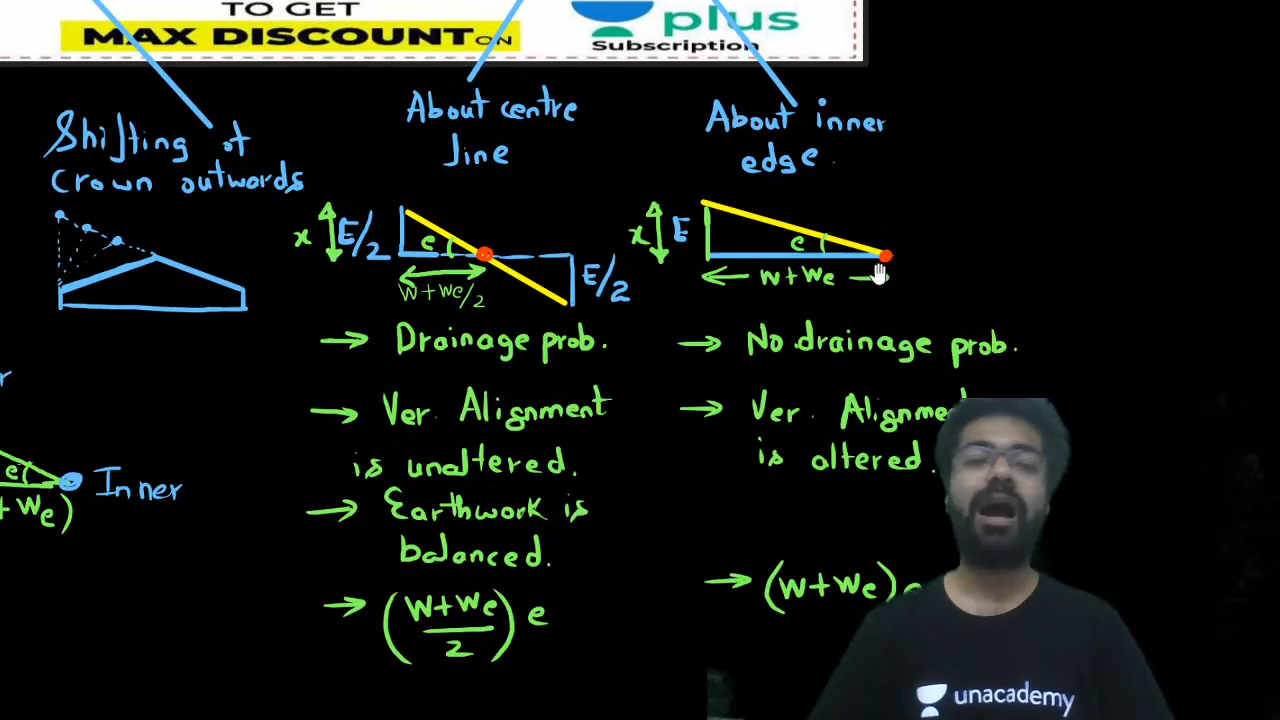 TO GET
MAX DISCOUNT ON
plus
Subscription
Shifting of
crown outwards
About centre
line
About inner
edge.
x E/2 e
W+We/2
E/2
x E e
W+We
→ Drainage prob.
→ Ver. Alignment
is unaltered.
→ Earthwork is
balanced.
→ (W+We/2) e
→ No drainage prob.
→ Ver. Alignme
is altered.
→ (W+We) e
e
Inner
+ We)
unacademy